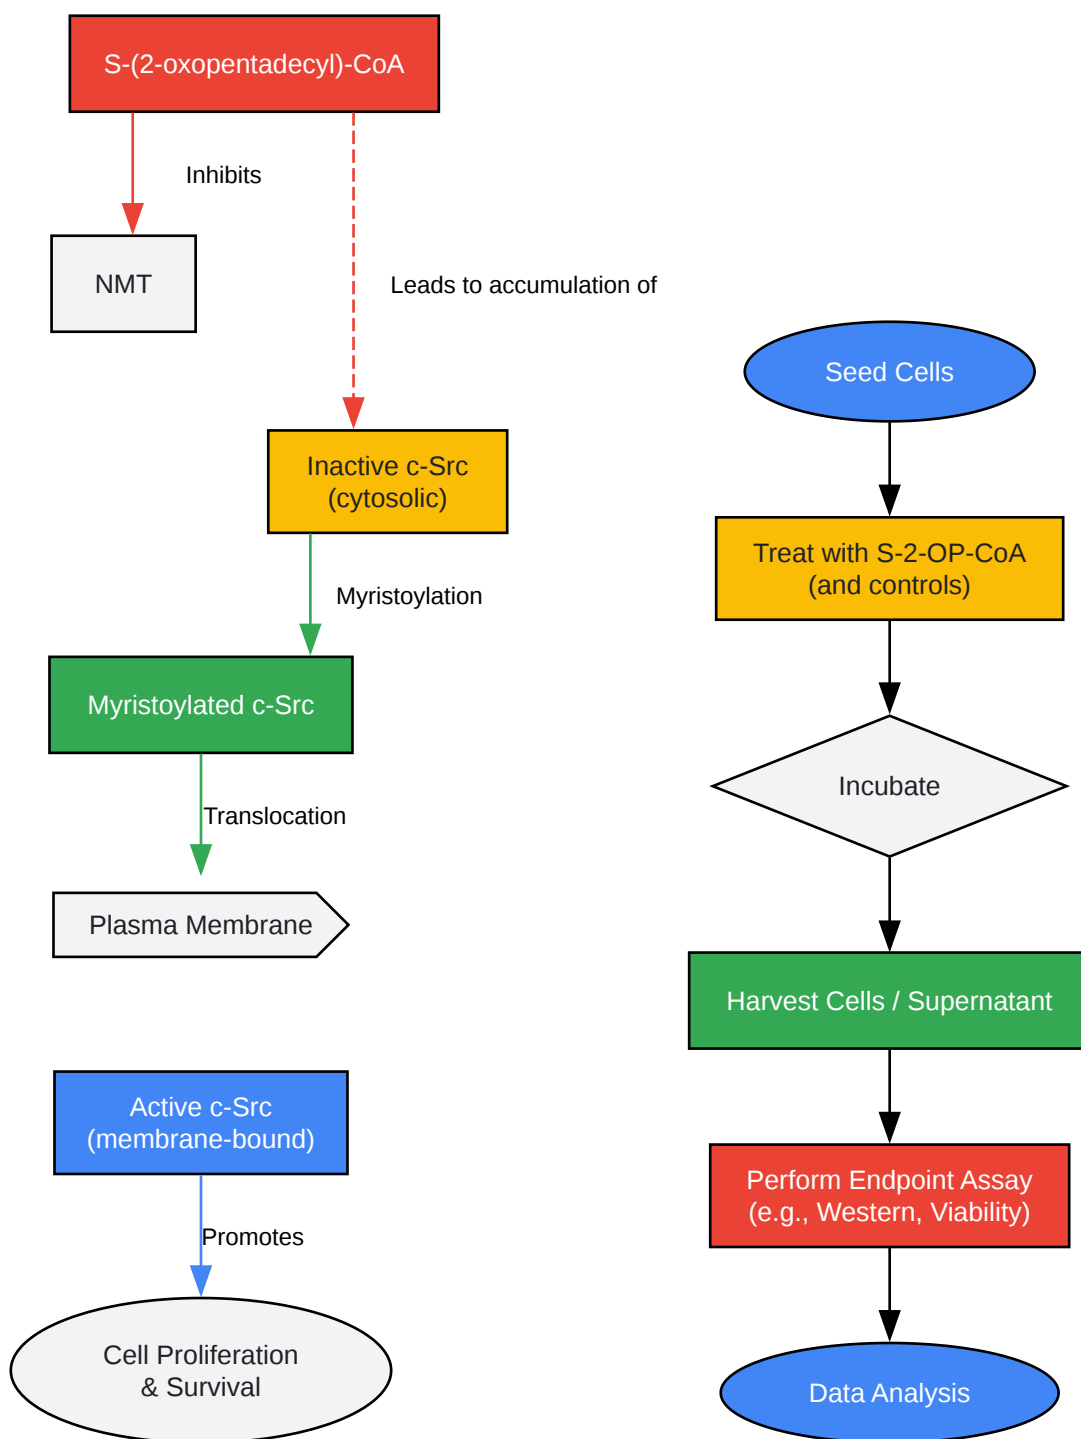 S-(2-oxopentadecyl)-CoA
Inhibits
NMT
Leads to accumulation of
Inactive c-Src
(cytosolic)
Myristoylation
Myristoylated c-Src
Translocation
Plasma Membrane
Active c-Src
(membrane-bound)
Promotes
Cell Proliferation
& Survival
Seed Cells
Treat with S-2-OP-CoA
(and controls)
Incubate
Harvest Cells / Supernatant
Perform Endpoint Assay
(e.g., Western, Viability)
Data Analysis